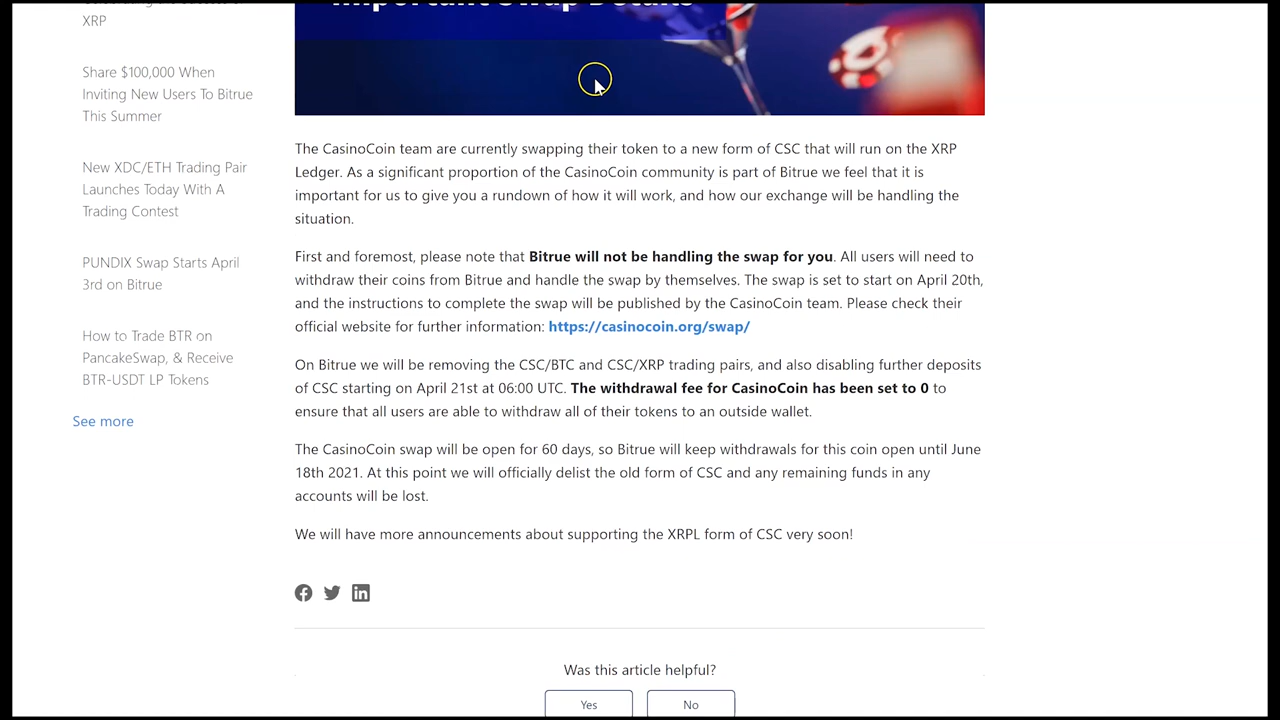 XRP
Share $100,000 When
Inviting New Users To Bitrue
This Summer
New XDC/ETH Trading Pair
Launches Today With A
Trading Contest
PUNDIX Swap Starts April
3rd on Bitrue
How to Trade BTR on
PancakeSwap, & Receive
BTR-USDT LP Tokens
See more
Important Swap Details
The CasinoCoin team are currently swapping their token to a new form of CSC that will run on the XRP
Ledger. As a significant proportion of the CasinoCoin community is part of Bitrue we feel that it is
important for us to give you a rundown of how it will work, and how our exchange will be handling the
situation.
First and foremost, please note that Bitrue will not be handling the swap for you. All users will need to
withdraw their coins from Bitrue and handle the swap by themselves. The swap is set to start on April 20th,
and the instructions to complete the swap will be published by the CasinoCoin team. Please check their
official website for further information: https://casinocoin.org/swap/
On Bitrue we will be removing the CSC/BTC and CSC/XRP trading pairs, and also disabling further deposits
of CSC starting on April 21st at 06:00 UTC. The withdrawal fee for CasinoCoin has been set to 0 to
ensure that all users are able to withdraw all of their tokens to an outside wallet.
The CasinoCoin swap will be open for 60 days, so Bitrue will keep withdrawals for this coin open until June
18th 2021. At this point we will officially delist the old form of CSC and any remaining funds in any
accounts will be lost.
We will have more announcements about supporting the XRPL form of CSC very soon!
Was this article helpful?
Yes
No